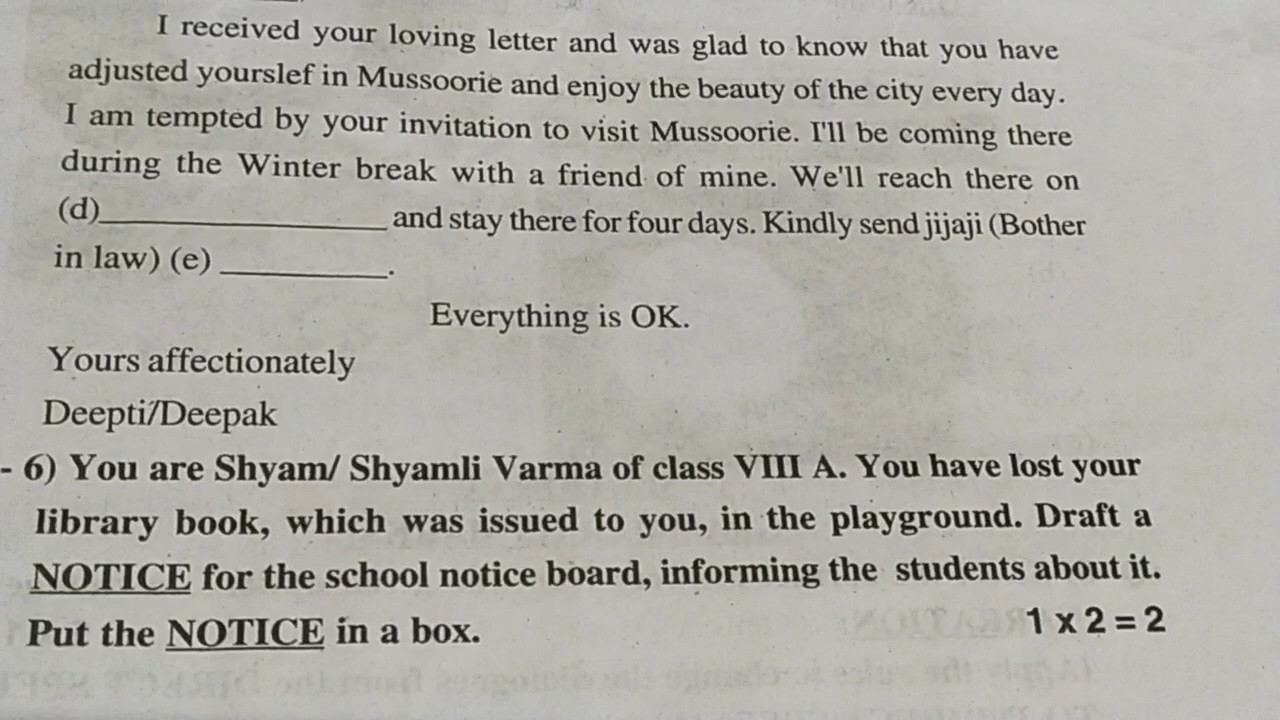 I received your loving letter and was glad to know that you have
adjusted yourslef in Mussoorie and enjoy the beauty of the city every day.
I am tempted by your invitation to visit Mussoorie. I'll be coming there
during the Winter break with a friend of mine. We'll reach there on
(d)____________________ and stay there for four days. Kindly send jijaji (Bother
in law) (e) ____________.
Everything is OK.
Yours affectionately
Deepti/Deepak
- 6) You are Shyam/ Shyamli Varma of class VIII A. You have lost your
library book, which was issued to you, in the playground. Draft a
NOTICE for the school notice board, informing the students about it.
Put the NOTICE in a box. 1 x 2 = 2